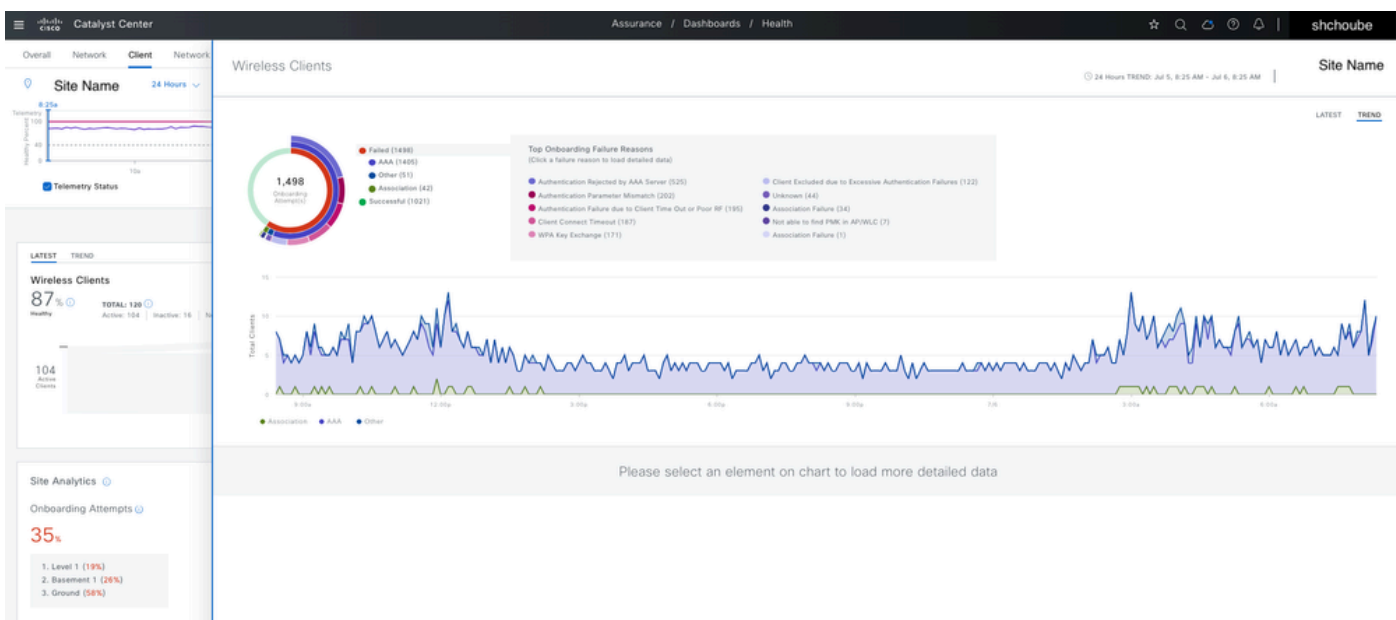 cisco Catalyst Center
Assurance / Dashboards / Health
shchoube
Overall Network Client Network
Site Name 24 Hours
8:25a
Telemetry
100
40
0
Healthy Percent
10a
Telemetry Status
LATEST TREND
Wireless Clients
87%
Healthy
TOTAL: 120
Active: 104 | Inactive: 16 | N
104
Active
Clients
Site Analytics
Onboarding Attempts
35%
1. Level 1 (19%)
2. Basement 1 (26%)
3. Ground (58%)
Wireless Clients
24 Hours TREND: Jul 5, 8:25 AM - Jul 6, 8:25 AM
Site Name
LATEST TREND
1,498
Onboarding
Attempt(s)
Failed (1498)
AAA (1405)
Other (51)
Association (42)
Successful (1021)
Top Onboarding Failure Reasons
(Click a failure reason to load detailed data)
Authentication Rejected by AAA Server (525)
Authentication Parameter Mismatch (202)
Authentication Failure due to Client Time Out or Poor RF (195)
Client Connect Timeout (187)
WPA Key Exchange (171)
Client Excluded due to Excessive Authentication Failures (122)
Unknown (44)
Association Failure (34)
Not able to find PMK in AP/WLC (7)
Association Failure (1)
Total Clients
15
10
5
0
9:00a 12:00p 3:00p 6:00p 9:00p 7/6 3:00a 6:00a
Association AAA Other
Please select an element on chart to load more detailed data